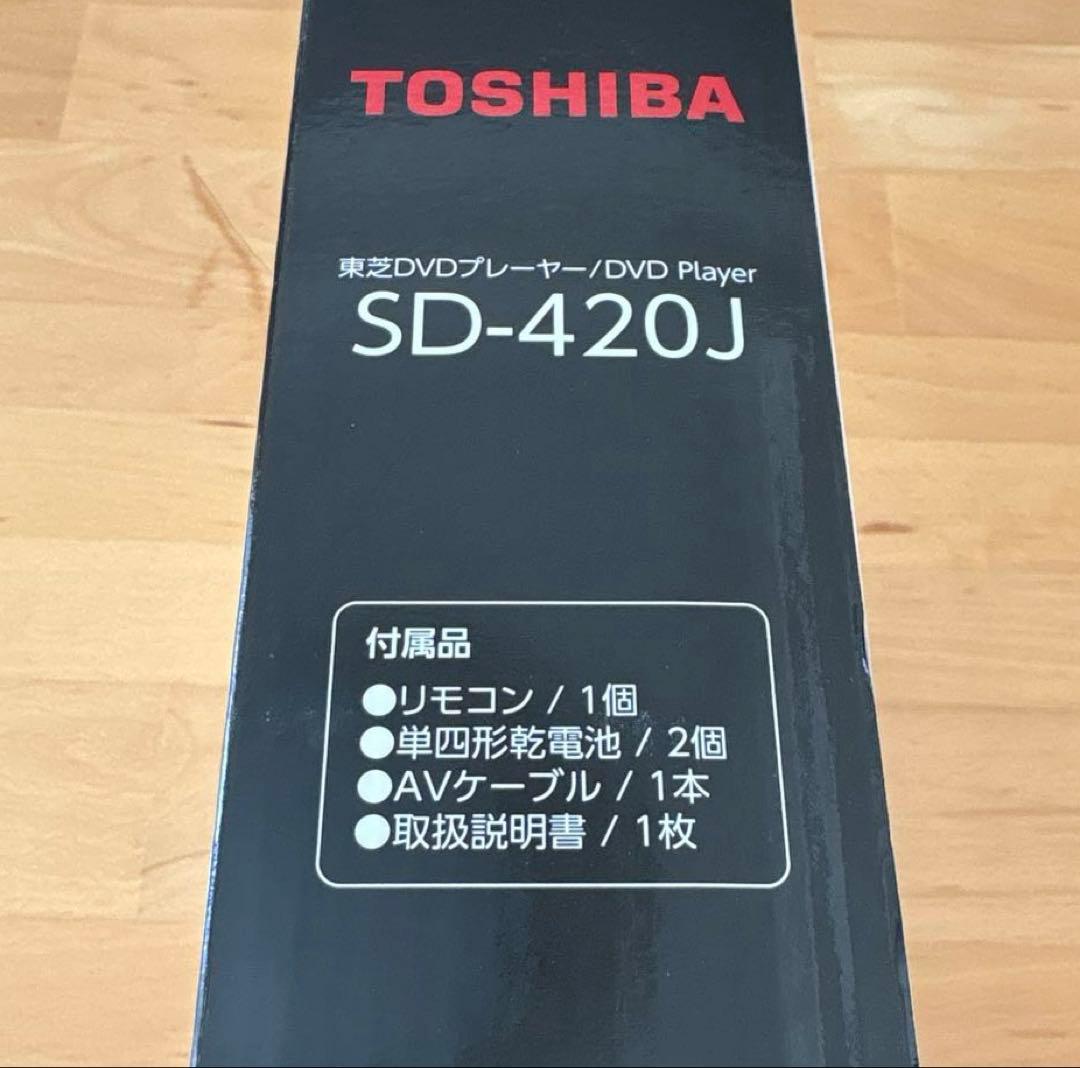 TOSHIBA
東芝DVDプレーヤー/DVD Player
SD-420J
付属品
●リモコン / 1個
●単四形乾電池 / 2個
●AVケーブル / 1本
●取扱説明書 / 1枚